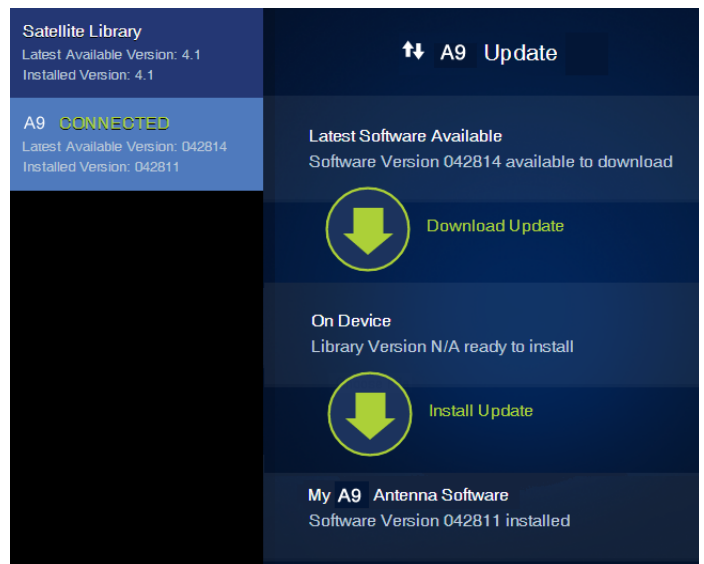 Satellite Library
Latest Available Version: 4.1
Installed Version: 4.1
A9 CONNECTED
Latest Available Version: 042814
Installed Version: 042811
A9 Update
Latest Software Available
Software Version 042814 available to download
Download Update
On Device
Library Version N/A ready to install
Install Update
My A9 Antenna Software
Software Version 042811 installed